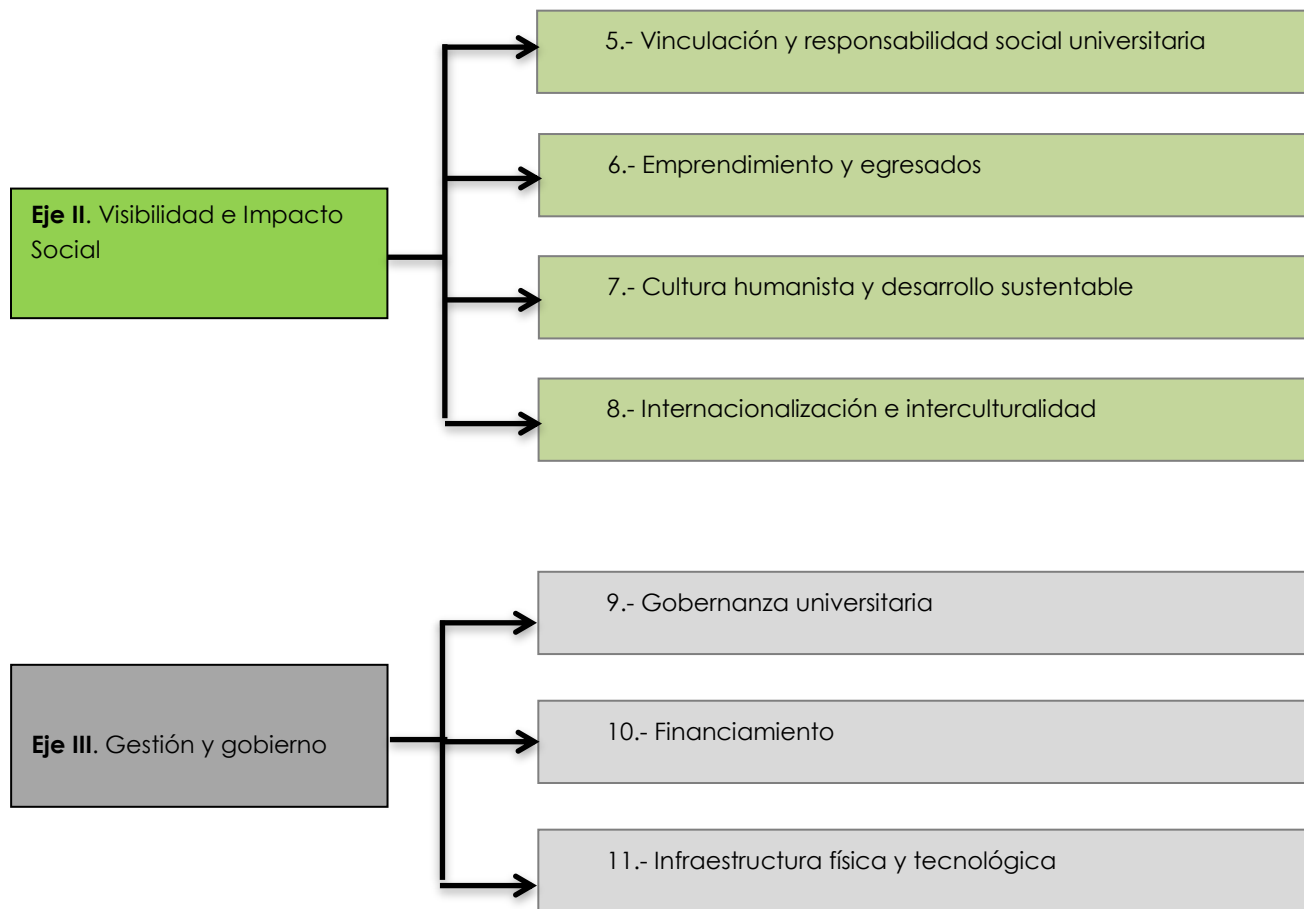 5.- Vinculación y responsabilidad social universitaria
6.- Emprendimiento y egresados
Eje II. Visibilidad e Impacto
Social
7.- Cultura humanista y desarrollo sustentable
8.- Internacionalización e interculturalidad
9.- Gobernanza universitaria
Eje III. Gestión y gobierno
10.- Financiamiento
11.- Infraestructura física y tecnológica